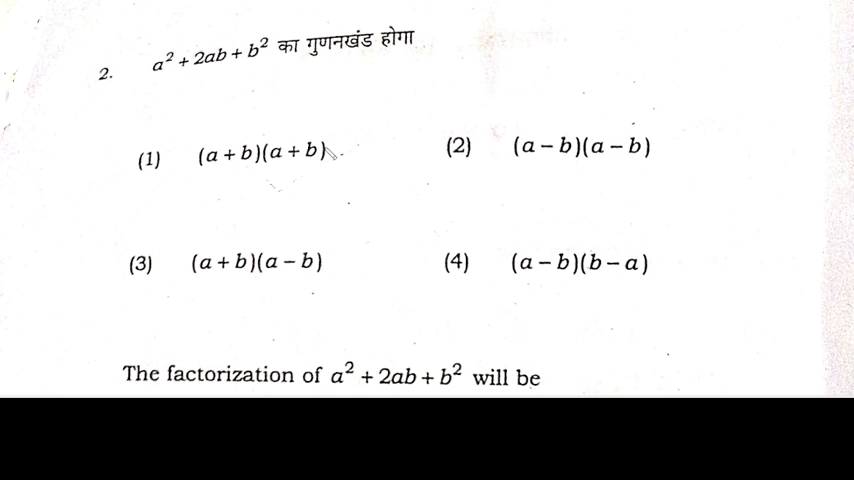 2. a² + 2ab + b² का गुणनखंड होगा
(1) (a + b)(a + b) (2) (a – b)(a – b)
(3) (a + b)(a – b) (4) (a – b)(b – a)
The factorization of a² + 2ab + b² will be